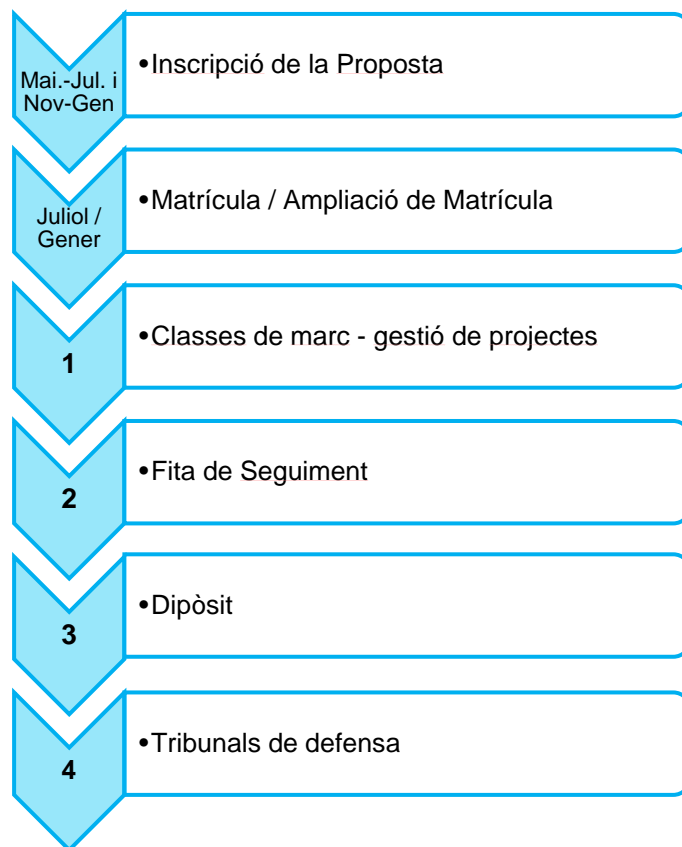 Mai.-Jul. i
Nov-Gen
•Inscripció de la Proposta
Juliol /
Gener
•Matrícula / Ampliació de Matrícula
1
•Classes de marc - gestió de projectes
2
•Fita de Seguiment
3
•Dipòsit
4
•Tribunals de defensa